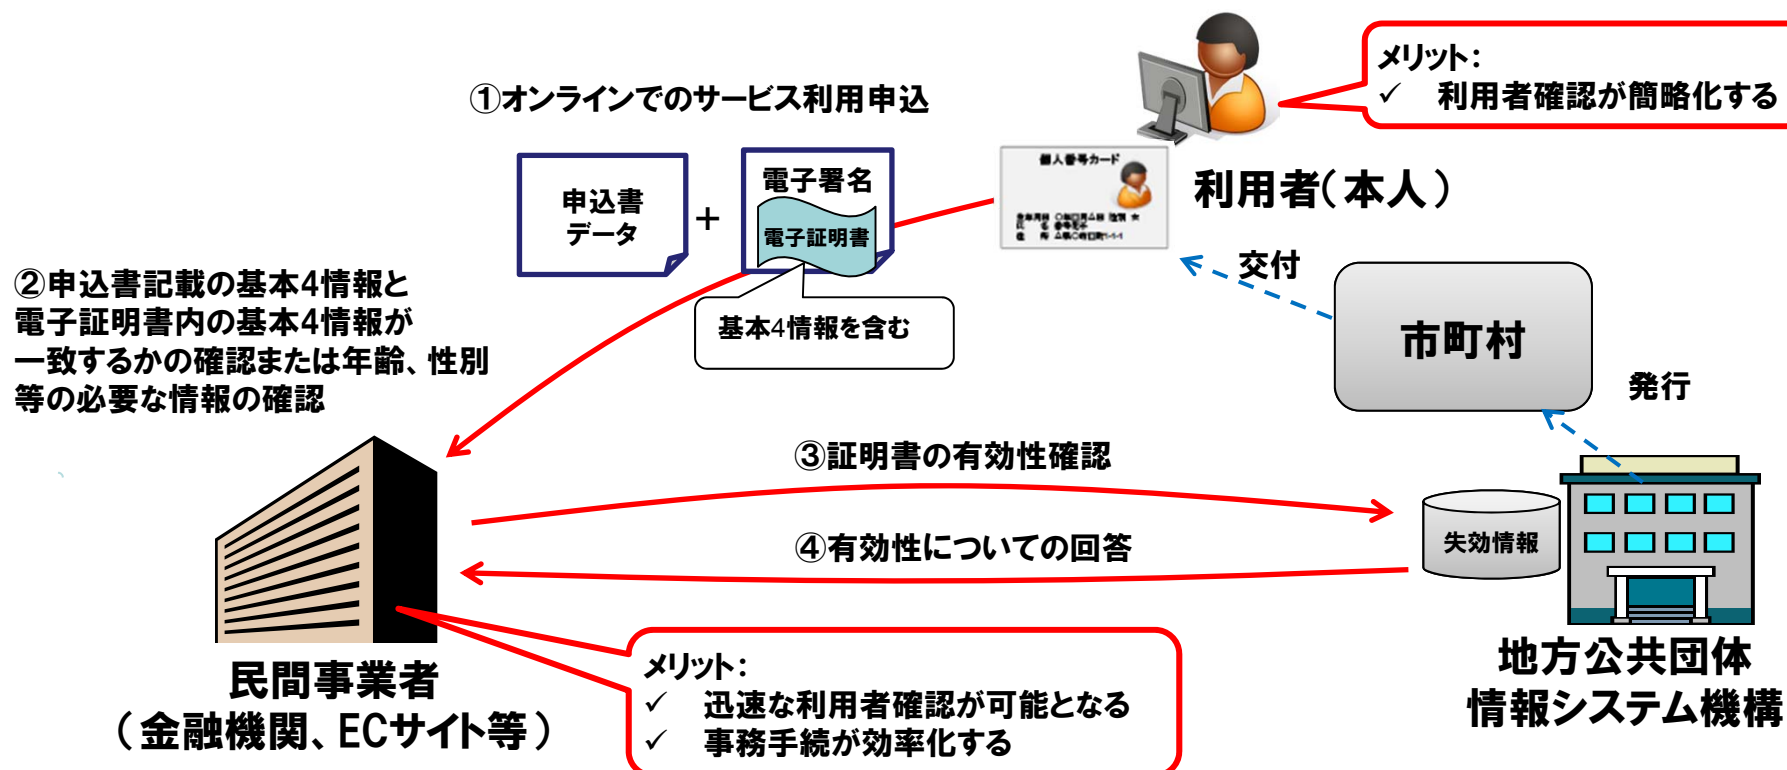 メリット：
✓ 利用者確認が簡略化する
①オンラインでのサービス利用申込
個人番号カード
申込書
データ
+
電子署名
電子証明書
利用者（本人）
基本4情報を含む
交付
市町村
発行
②申込書記載の基本4情報と
電子証明書内の基本4情報が
一致するかの確認または年齢、性別
等の必要な情報の確認
③証明書の有効性確認
④有効性についての回答
失効情報
民間事業者
（金融機関、ECサイト等）
メリット：
✓ 迅速な利用者確認が可能となる
✓ 事務手続が効率化する
地方公共団体
情報システム機構